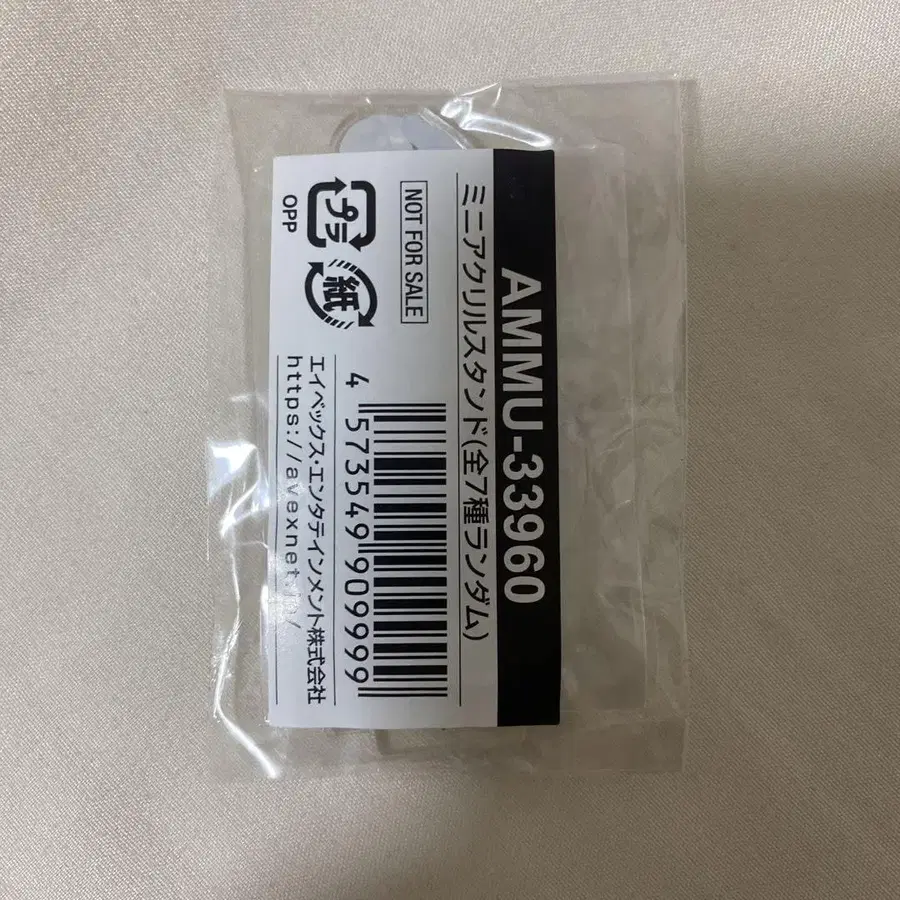 AMMU-33960
ミニアクリルスタンド(全7種ランダム)
NOT FOR SALE
プラ
紙
OPP
4 573549 909999
エイベックス・エンタテインメント株式会社
https://avexnet.jp/